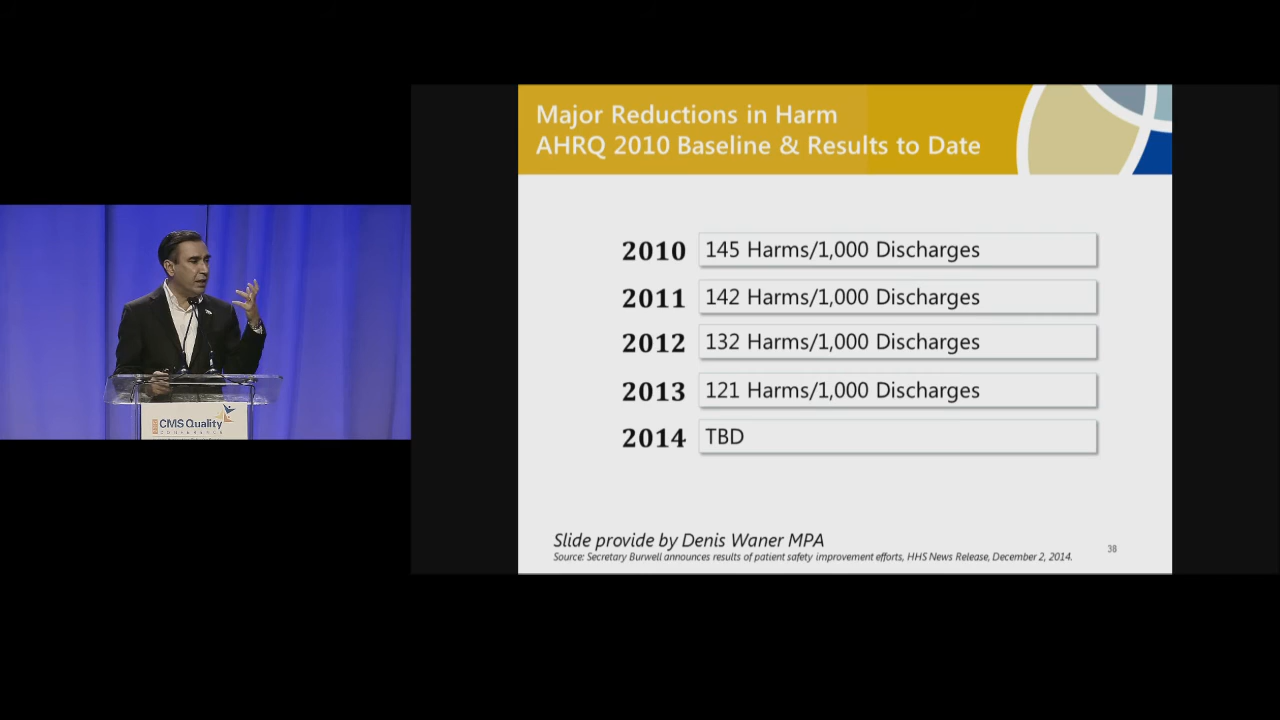 Major Reductions in Harm
AHRQ 2010 Baseline & Results to Date
2010 145 Harms/1,000 Discharges
2011 142 Harms/1,000 Discharges
2012 132 Harms/1,000 Discharges
2013 121 Harms/1,000 Discharges
2014 TBD
Slide provide by Denis Waner MPA
Source: Secretary Burwell announces results of patient safety improvement efforts, HHS News Release, December 2, 2014.
38
CMS Quality
CONFERENCE